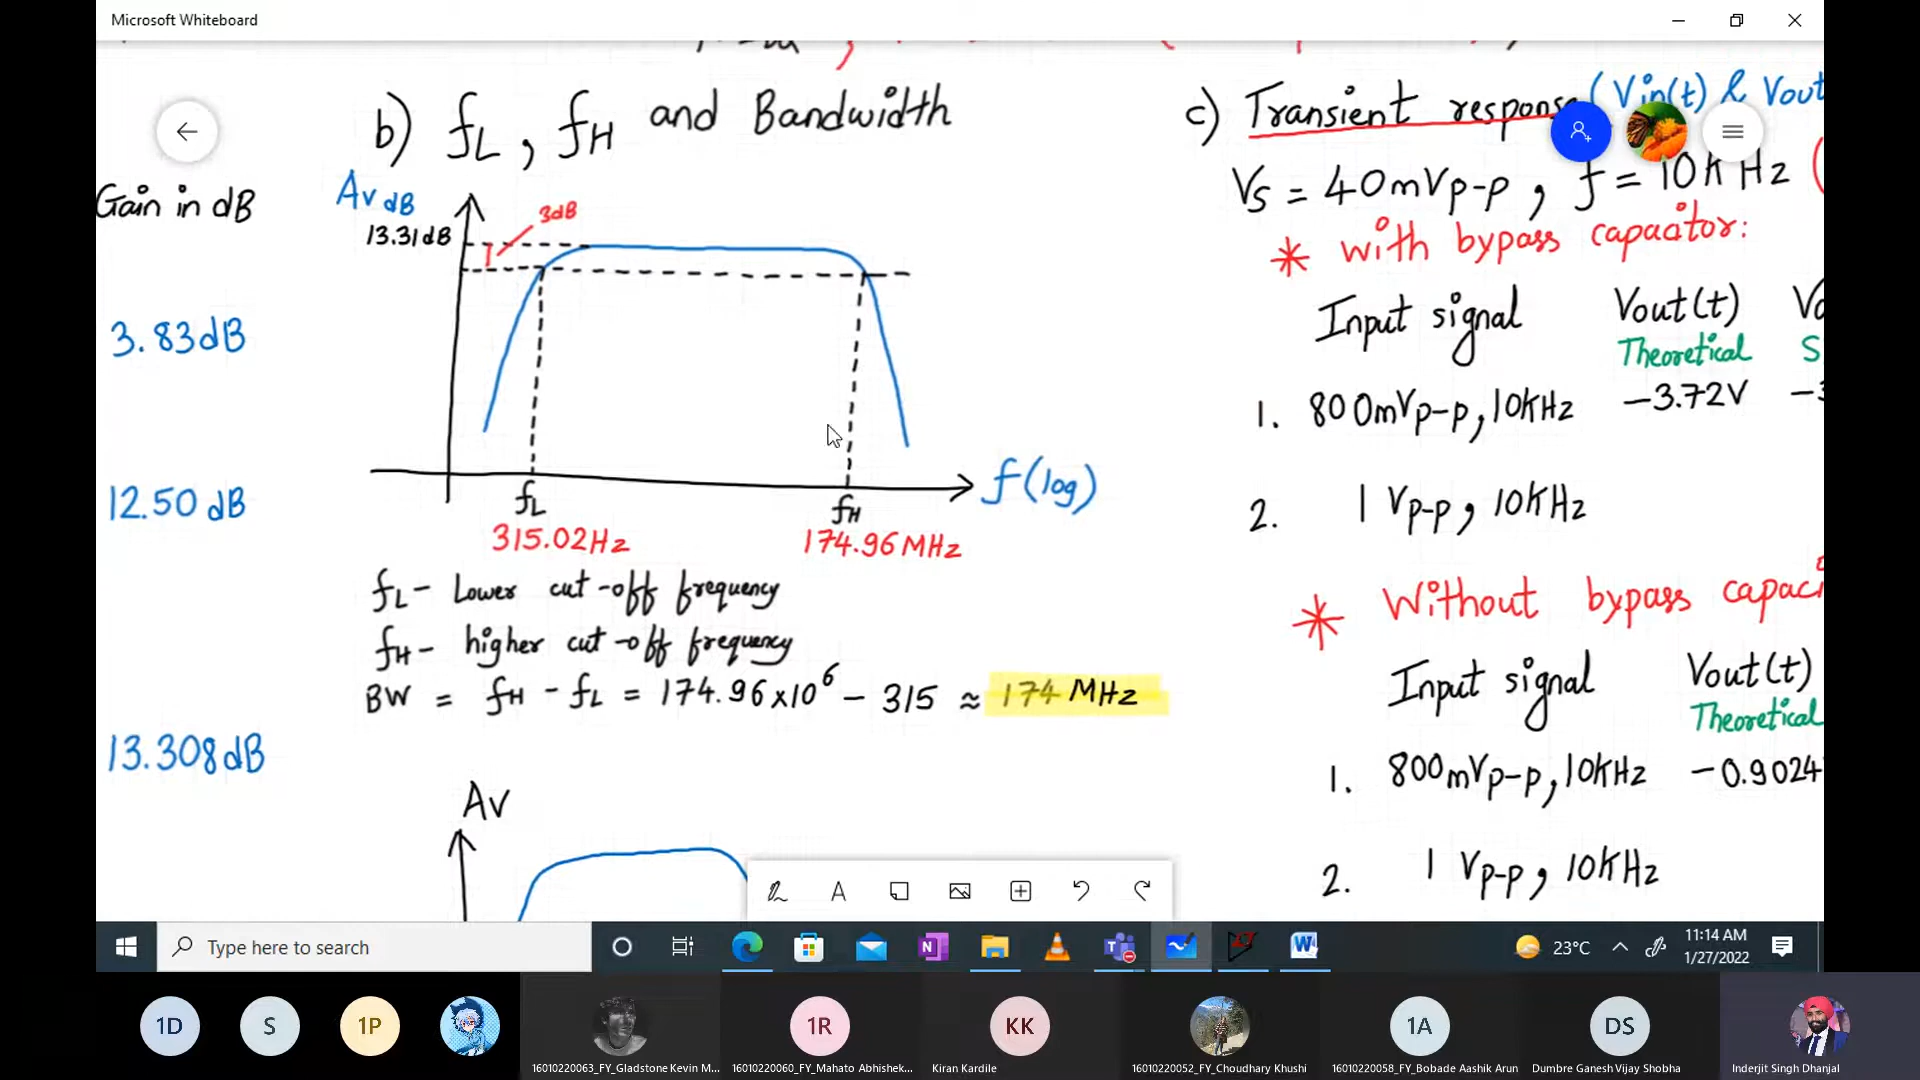 Microsoft Whiteboard
b) fL, fH and Bandwidth
Gain in dB
3.83dB
12.50 dB
13.308dB
Av dB
13.31dB
3dB
f(log)
fL
315.02Hz
fH
174.96MHz
fL - Lower cut-off frequency
fH - higher cut-off frequency
BW = fH - fL = 174.96x10⁶ - 315 ≈ 174 MHz
Av
c) Transient response (Vin(t) & Vout
Vs = 40mVp-p, f = 10KHz (
* with bypass capacitor:
Input signal Vout(t)
Theoretical S
1. 800mVp-p, 10KHz -3.72V
2. 1 Vp-p, 10KHz
* Without bypass capaci
Input signal Vout(t)
Theoretical
1. 800mVp-p, 10KHz -0.9024
2. 1 Vp-p, 10KHz
Type here to search
23°C
11:14 AM
1/27/2022
1D
S
1P
1R
KK
1A
DS
16010220063_FY_Gladstone Kevin M...
16010220060_FY_Mahato Abhishek...
Kiran Kardile
16010220052_FY_Choudhary Khushi
16010220058_FY_Bobade Aashik Arun
Dumbre Ganesh Vijay Shobha
Inderjit Singh Dhanjal